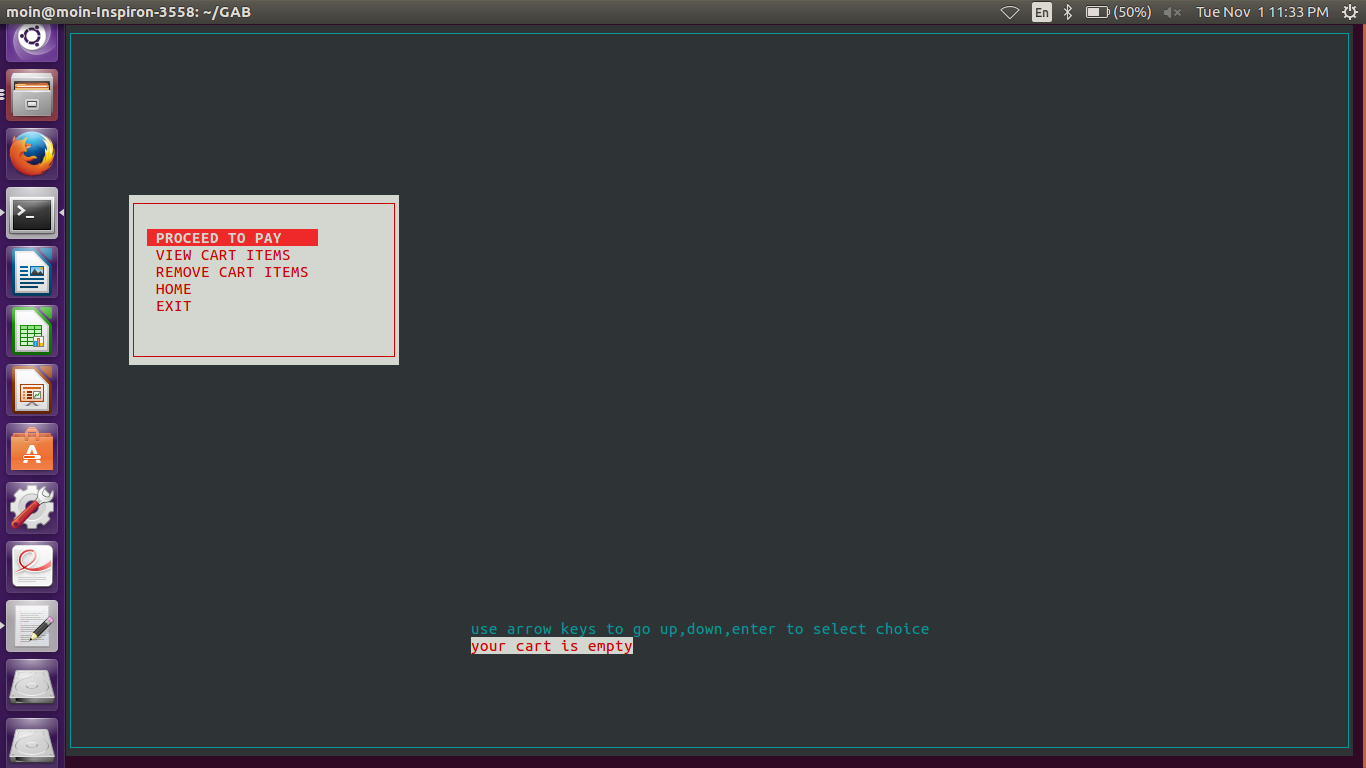 moin@moin-Inspiron-3558: ~/GAB
En
(50%)
Tue Nov 1 11:33 PM
PROCEED TO PAY
VIEW CART ITEMS
REMOVE CART ITEMS
HOME
EXIT
use arrow keys to go up,down,enter to select choice
your cart is empty